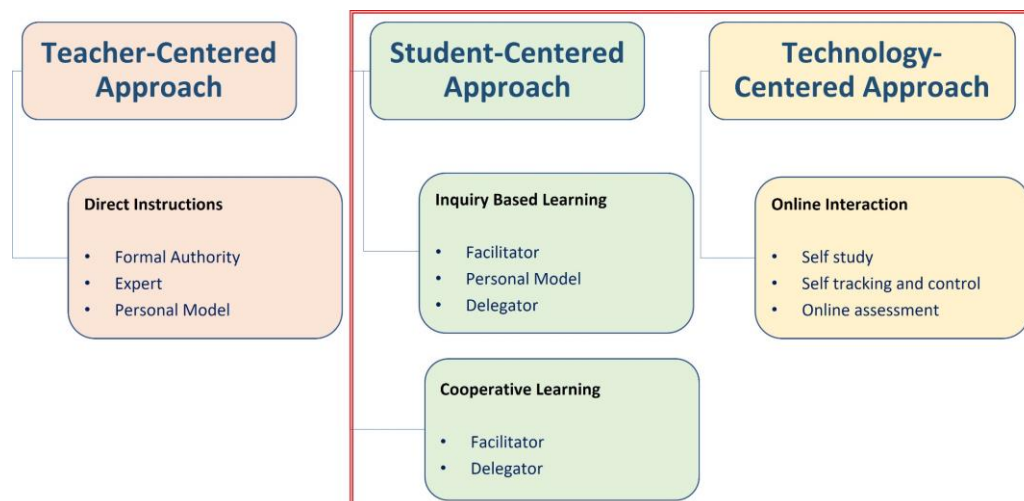 Teacher-Centered
Approach
Direct Instructions
• Formal Authority
• Expert
• Personal Model
Student-Centered
Approach
Inquiry Based Learning
• Facilitator
• Personal Model
• Delegator
Cooperative Learning
• Facilitator
• Delegator
Technology-
Centered Approach
Online Interaction
• Self study
• Self tracking and control
• Online assessment